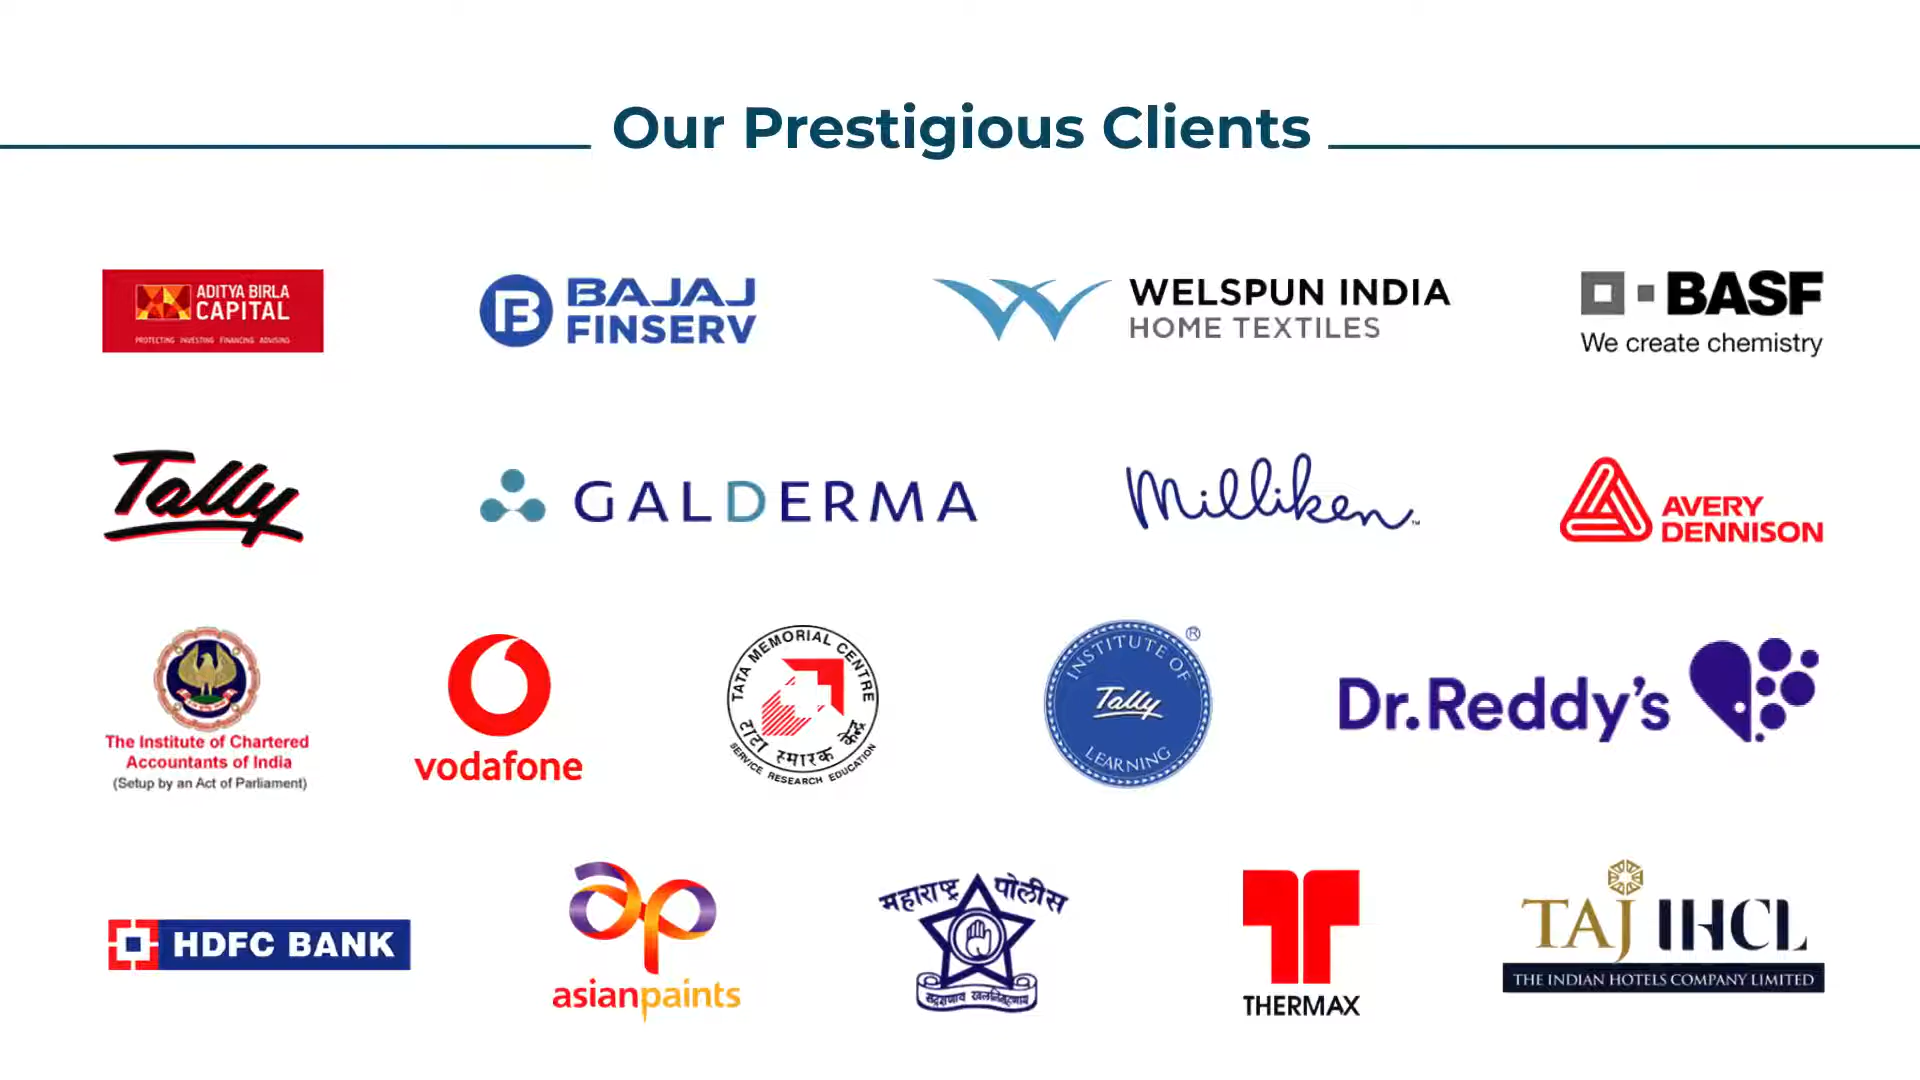 Our Prestigious Clients
ADITYA BIRLA
CAPITAL
PROTECTING INVESTING FINANCING ADVISING
BAJAJ
FINSERV
WELSPUN INDIA
HOME TEXTILES
BASF
We create chemistry
Tally
GALDERMA
Milliken™
AVERY
DENNISON
The Institute of Chartered
Accountants of India
(Setup by an Act of Parliament)
vodafone
TATA MEMORIAL CENTRE
टाटा स्मारक केंद्र
SERVICE RESEARCH EDUCATION
INSTITUTE OF
Tally
LEARNING
®
Dr.Reddy's
HDFC BANK
asianpaints
महाराष्ट्र पोलीस
सद्रक्षणाय खलनिग्रहणाय
THERMAX
TAJ IHCL
THE INDIAN HOTELS COMPANY LIMITED